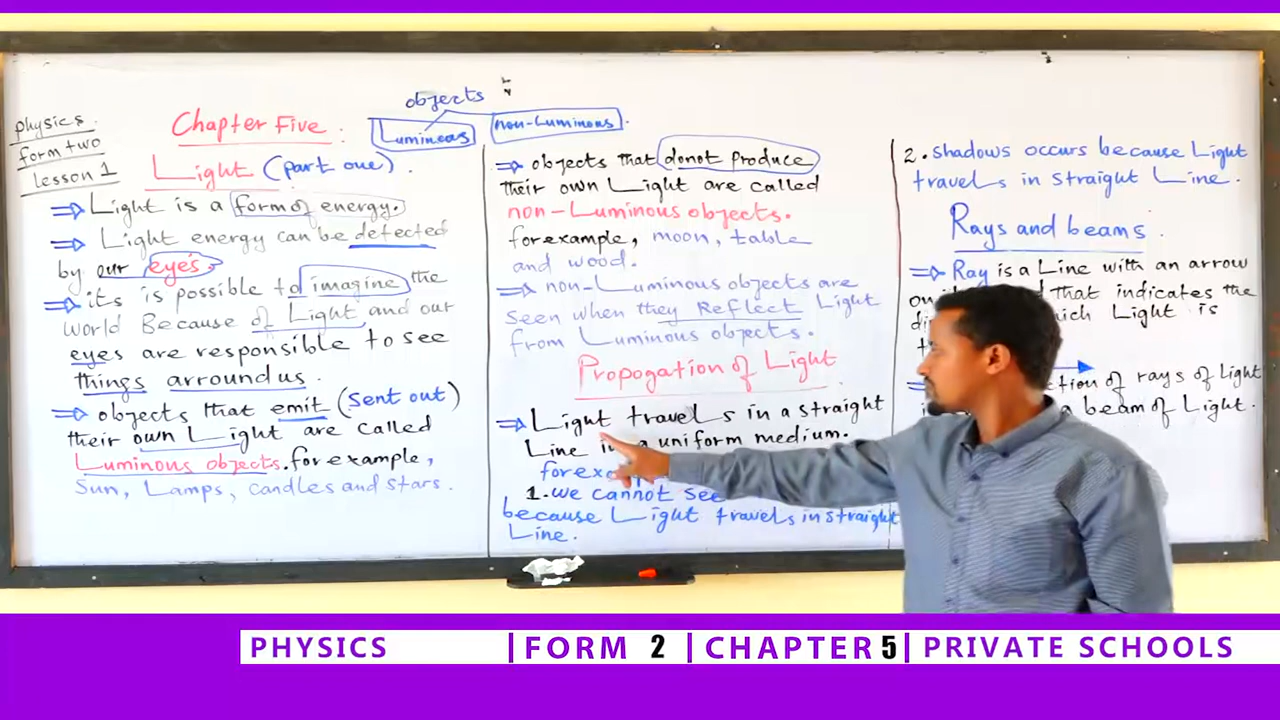 physics.
form two
lesson 1
Chapter Five.
Light (part one).
objects
Lumineous
non-Luminous
⇒ Light is a form of energy.
⇒ Light energy can be detected
by our eyes.
⇒ its is possible to imagine the
world Because of Light and our
eyes are responsible to see
things arround us.
⇒ objects that emit (Sent out)
their own Light are called
Luminous objects. for example,
Sun, Lamps, candles and stars.
⇒ objects that donot produce
their own Light are called
non-Luminous objects.
forexample, moon, table
and wood.
⇒ non-Luminous objects are
seen when they Reflect Light
from Luminous objects.
Propogation of Light
⇒ Light travels in a straight
Line a uniform medium.
1. we cannot see
because Light travels in straight
Line.
2. shadows occurs because Light
travels in straight Line.
Rays and beams.
⇒ Ray is a Line with an arrow
that indicates the
Light is
of rays of Light
a beam of Light.
PHYSICS | FORM 2 | CHAPTER 5 | PRIVATE SCHOOLS